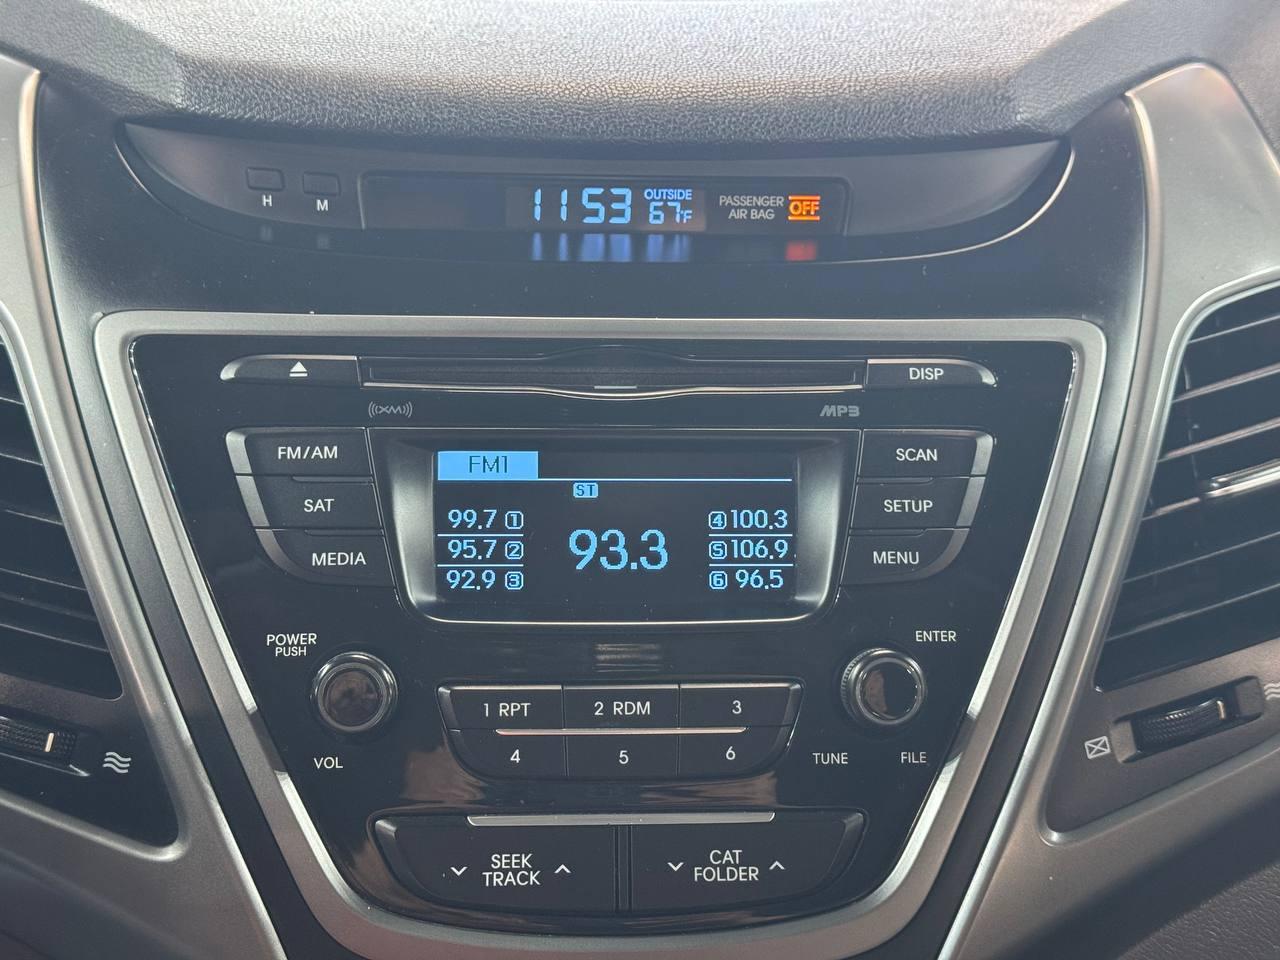 H
M
11 53
OUTSIDE
67°F
PASSENGER
AIR BAG
OFF
DISP
((XM))
MP3
FM/AM
SAT
MEDIA
FM1
ST
99.7 1
95.7 2
92.9 3
93.3
4 100.3
5 106.9
6 96.5
SCAN
SETUP
MENU
POWER
PUSH
VOL
ENTER
TUNE
FILE
1 RPT
2 RDM
3
4
5
6
SEEK
TRACK
CAT
FOLDER